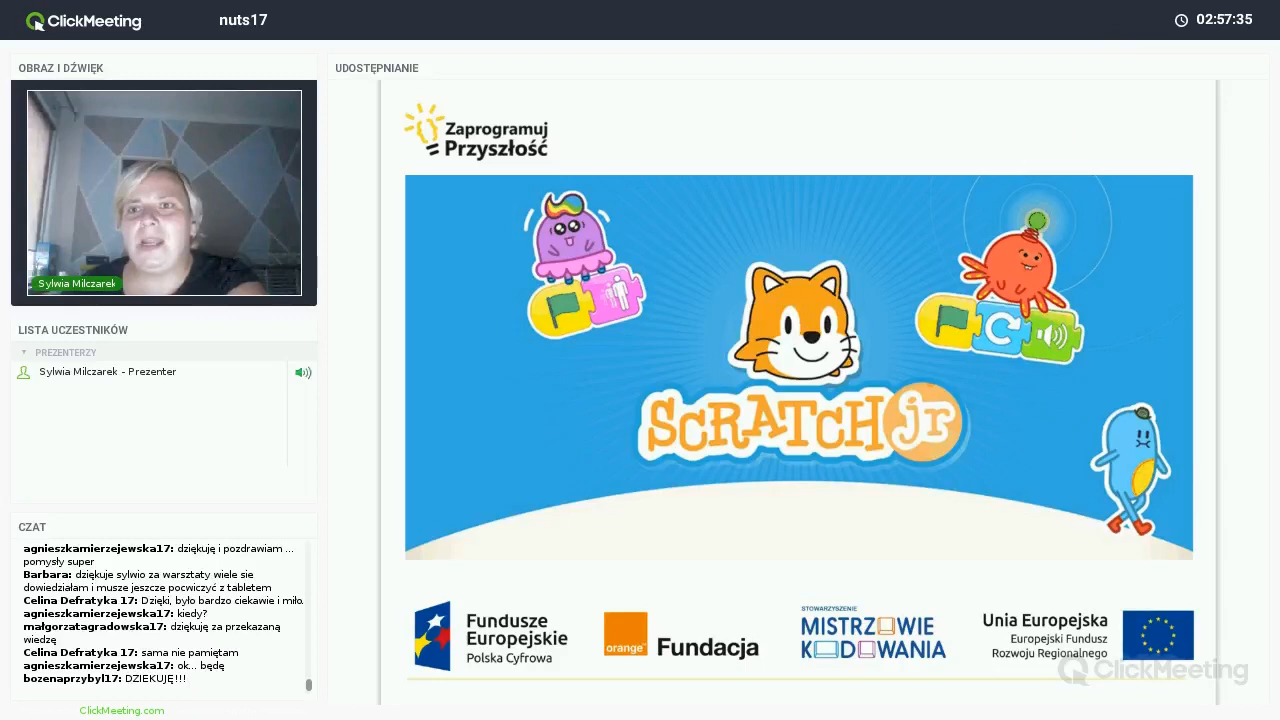 ClickMeeting
nuts17
02:57:35
OBRAZ I DŹWIĘK
Sylwia Milczarek
LISTA UCZESTNIKÓW
PREZENTERZY
Sylwia Milczarek - Prezenter
CZAT
agnieszkamierzejewska17: dziękuję i pozdrawiam ...
pomysły super
Barbara: dziękuje sylwio za warsztaty wiele sie
dowiedziałam i musze jeszcze pocwiczyć z tabletem
Celina Defratyka 17: Dzięki, było bardzo ciekawie i miło.
agnieszkamierzejewska17: kiedy?
małgorzatagradowska17: dziękuję za przekazaną
wiedzę
Celina Defratyka 17: sama nie pamiętam
agnieszkamierzejewska17: ok... będę
bozenaprzybyl17: DZIEKUJĘ!!!
ClickMeeting.com
UDOSTĘPNIANIE
Zaprogramuj
Przyszłość
SCRATCH jr
Fundusze
Europejskie
Polska Cyfrowa
orange
Fundacja
STOWARZYSZENIE
MISTRZOWIE
KODOWANIA
Unia Europejska
Europejski Fundusz
Rozwoju Regionalnego
ClickMeeting